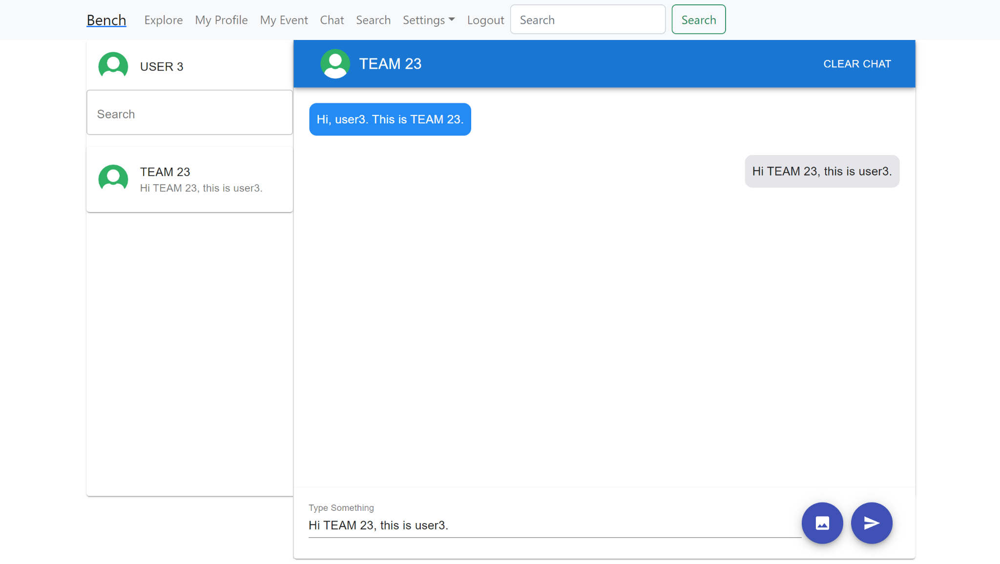 Bench Explore My Profile My Event Chat Search Settings Logout Search Search
USER 3
Search
TEAM 23
Hi TEAM 23, this is user3.
TEAM 23 CLEAR CHAT
Hi, user3. This is TEAM 23.
Hi TEAM 23, this is user3.
Type Something
Hi TEAM 23, this is user3.